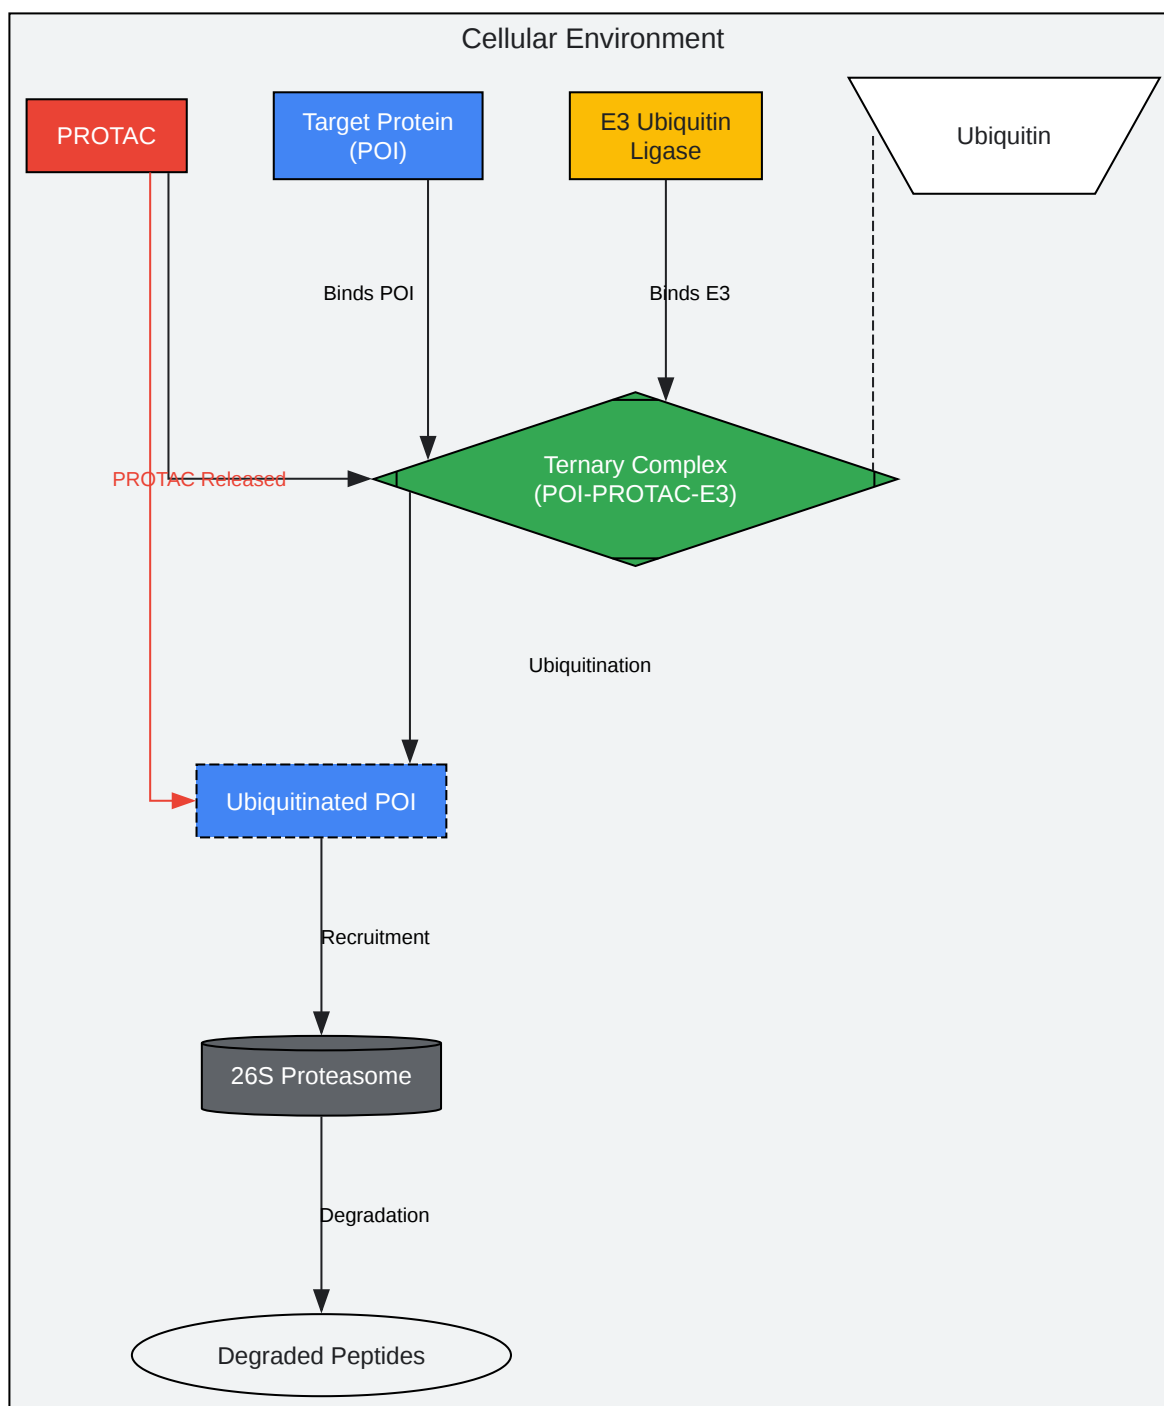 Cellular Environment
PROTAC
Target Protein
(POI)
E3 Ubiquitin
Ligase
Ubiquitin
Binds POI
Binds E3
PROTAC Released
Ternary Complex
(POI-PROTAC-E3)
Ubiquitination
Ubiquitinated POI
Recruitment
26S Proteasome
Degradation
Degraded Peptides